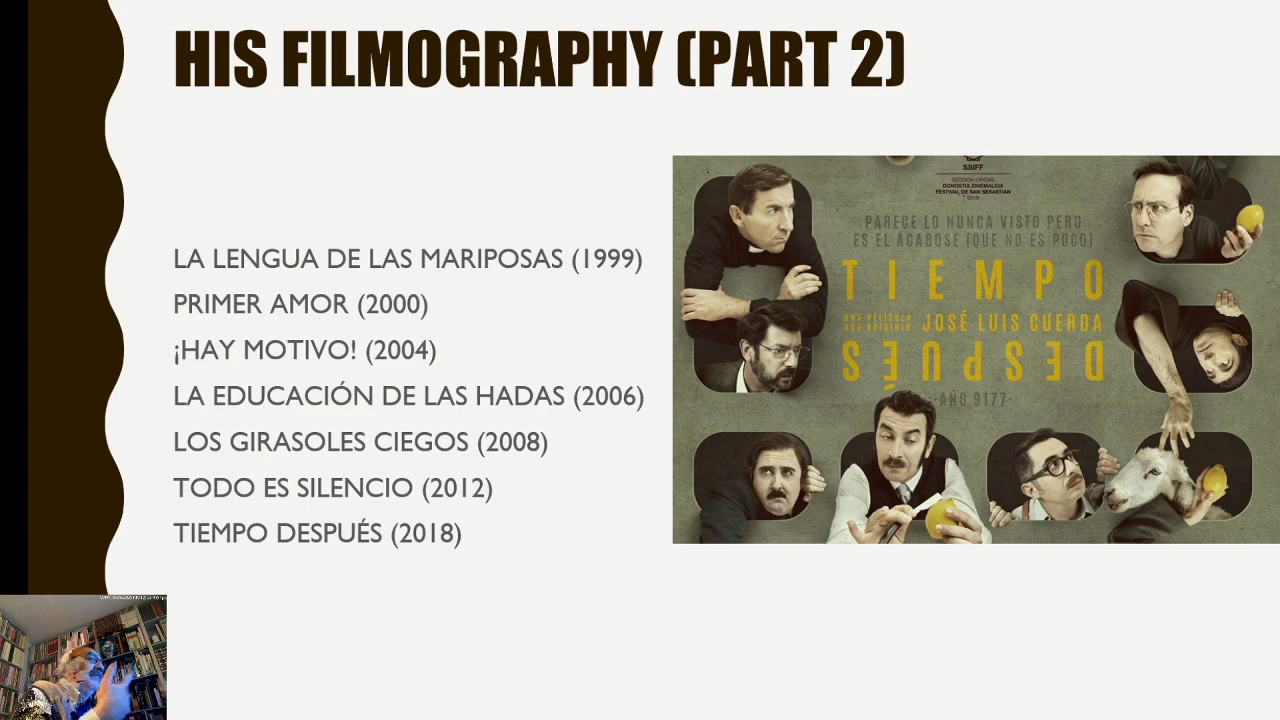 HIS FILMOGRAPHY (PART 2)
LA LENGUA DE LAS MARIPOSAS (1999)
PRIMER AMOR (2000)
¡HAY MOTIVO! (2004)
LA EDUCACIÓN DE LAS HADAS (2006)
LOS GIRASOLES CIEGOS (2008)
TODO ES SILENCIO (2012)
TIEMPO DESPUÉS (2018)
SSIFF
SECCIÓN OFICIAL
DONOSTIA ZINEMALDIA
FESTIVAL DE SAN SEBASTIAN
2018
PARECE LO NUNCA VISTO PERO
ES EL ACABOSE (QUE NO ES POCO)
TIEMPO
UNA PELÍCULA
JOSÉ LUIS CUERDA
DESPUÉS
·AÑO 9177·